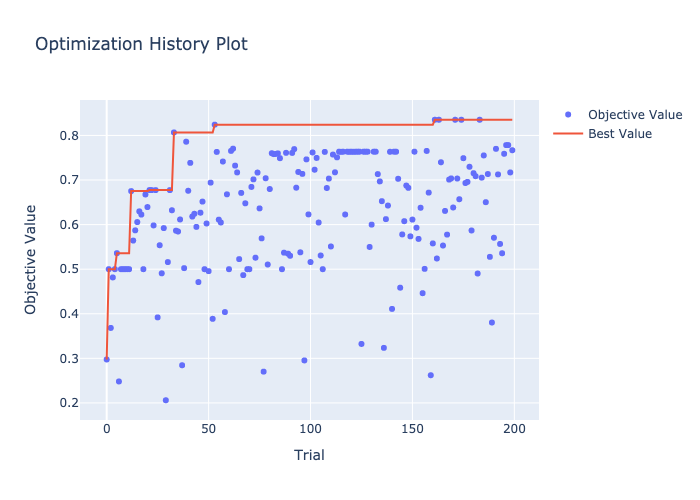 Optimization History Plot
Objective Value
Best Value
0.8
0.7
0.6
0.5
0.4
0.3
0.2
Objective Value
0
50
100
150
200
Trial